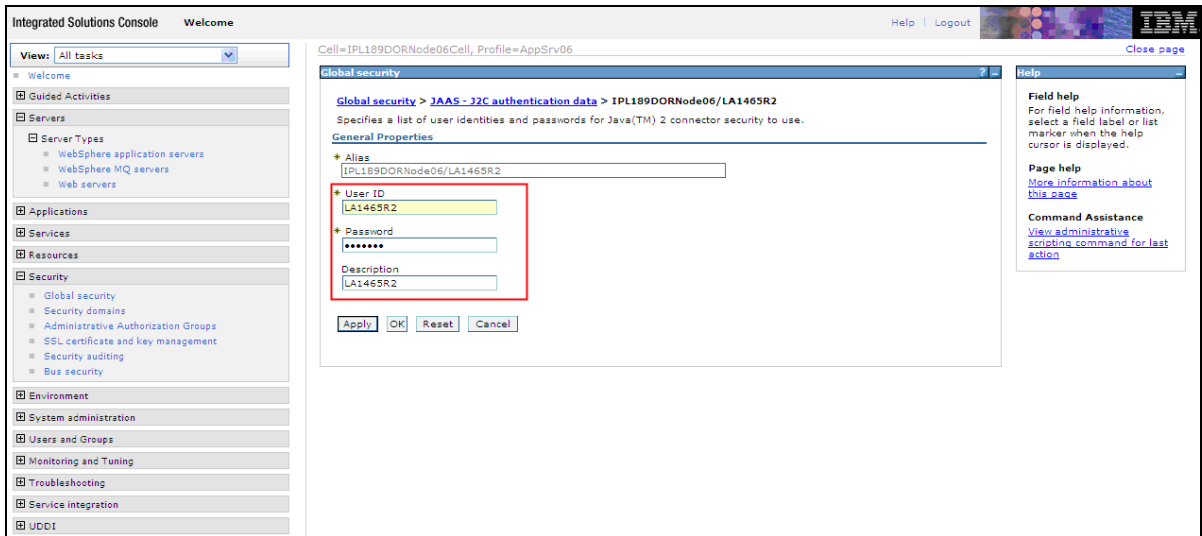 Integrated Solutions Console Welcome Help | Logout IBM
View: All tasks
Cell=IPL189DORNode06Cell, Profile=AppSrv06
Close page
Welcome
Guided Activities
Servers
Server Types
WebSphere application servers
WebSphere MQ servers
Web servers
Applications
Services
Resources
Security
Global security
Security domains
Administrative Authorization Groups
SSL certificate and key management
Security auditing
Bus security
Environment
System administration
Users and Groups
Monitoring and Tuning
Troubleshooting
Service integration
UDDI
Global security ? _
Global security > JAAS - J2C authentication data > IPL189DORNode06/LA1465R2
Specifies a list of user identities and passwords for Java(TM) 2 connector security to use.
General Properties
* Alias
IPL189DORNode06/LA1465R2
* User ID
LA1465R2
* Password
•••••••
Description
LA1465R2
Apply OK Reset Cancel
Help _
Field help
For field help information,
select a field label or list
marker when the help
cursor is displayed.
Page help
More information about
this page
Command Assistance
View administrative
scripting command for last
action